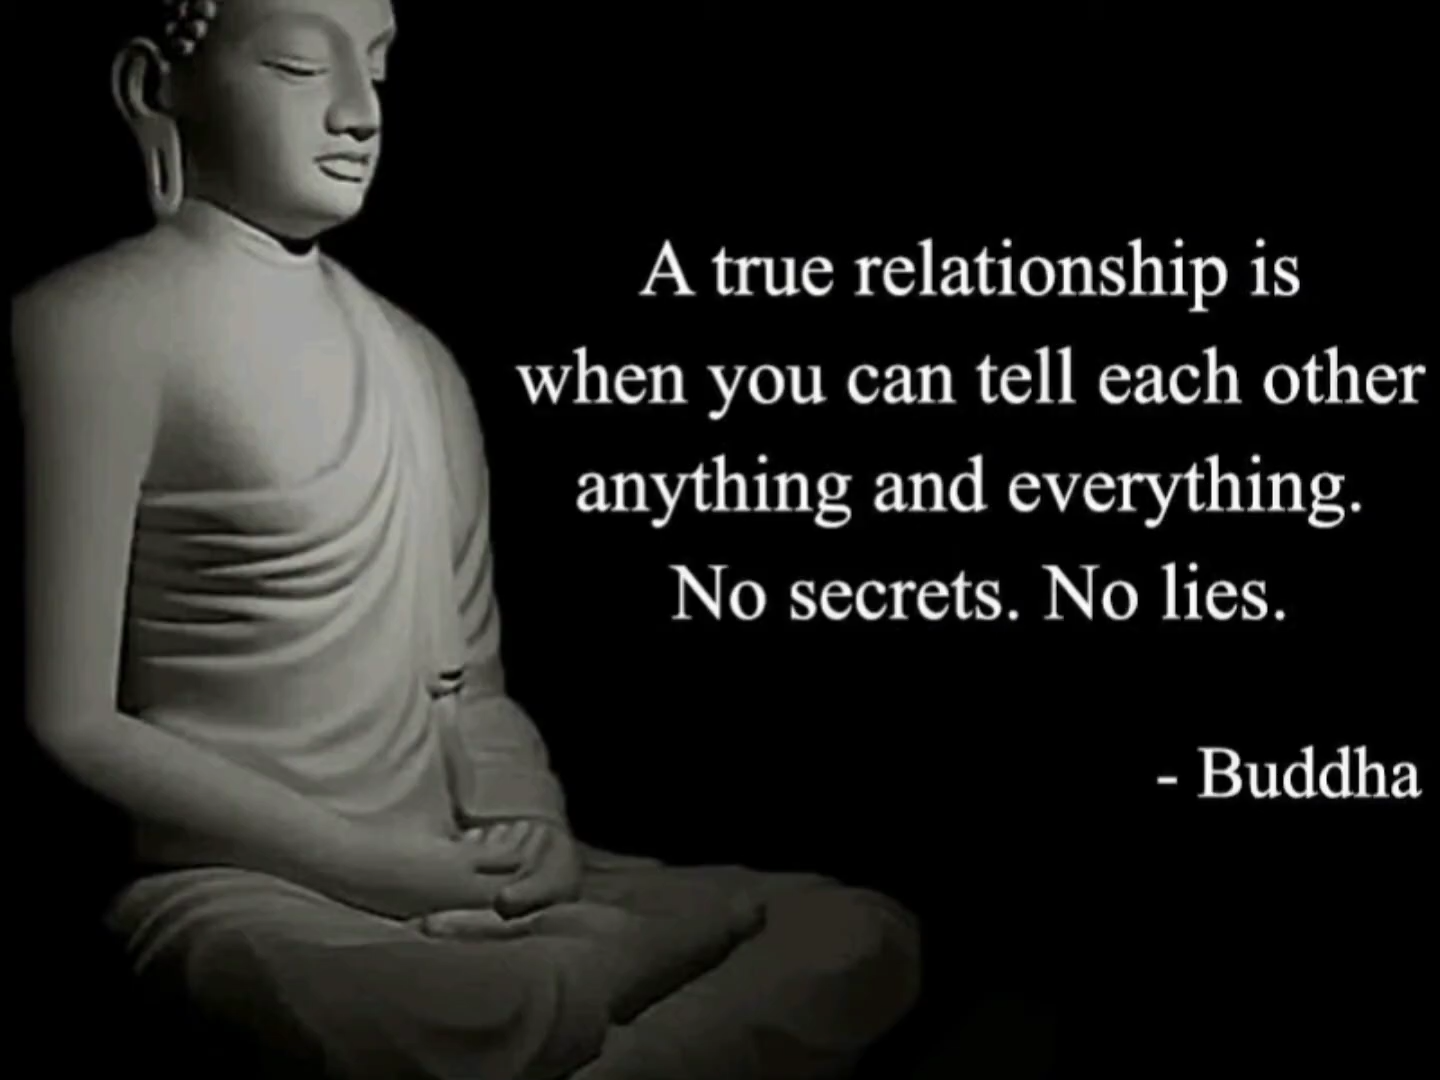 A true relationship is
when you can tell each other
anything and everything.
No secrets. No lies.
- Buddha